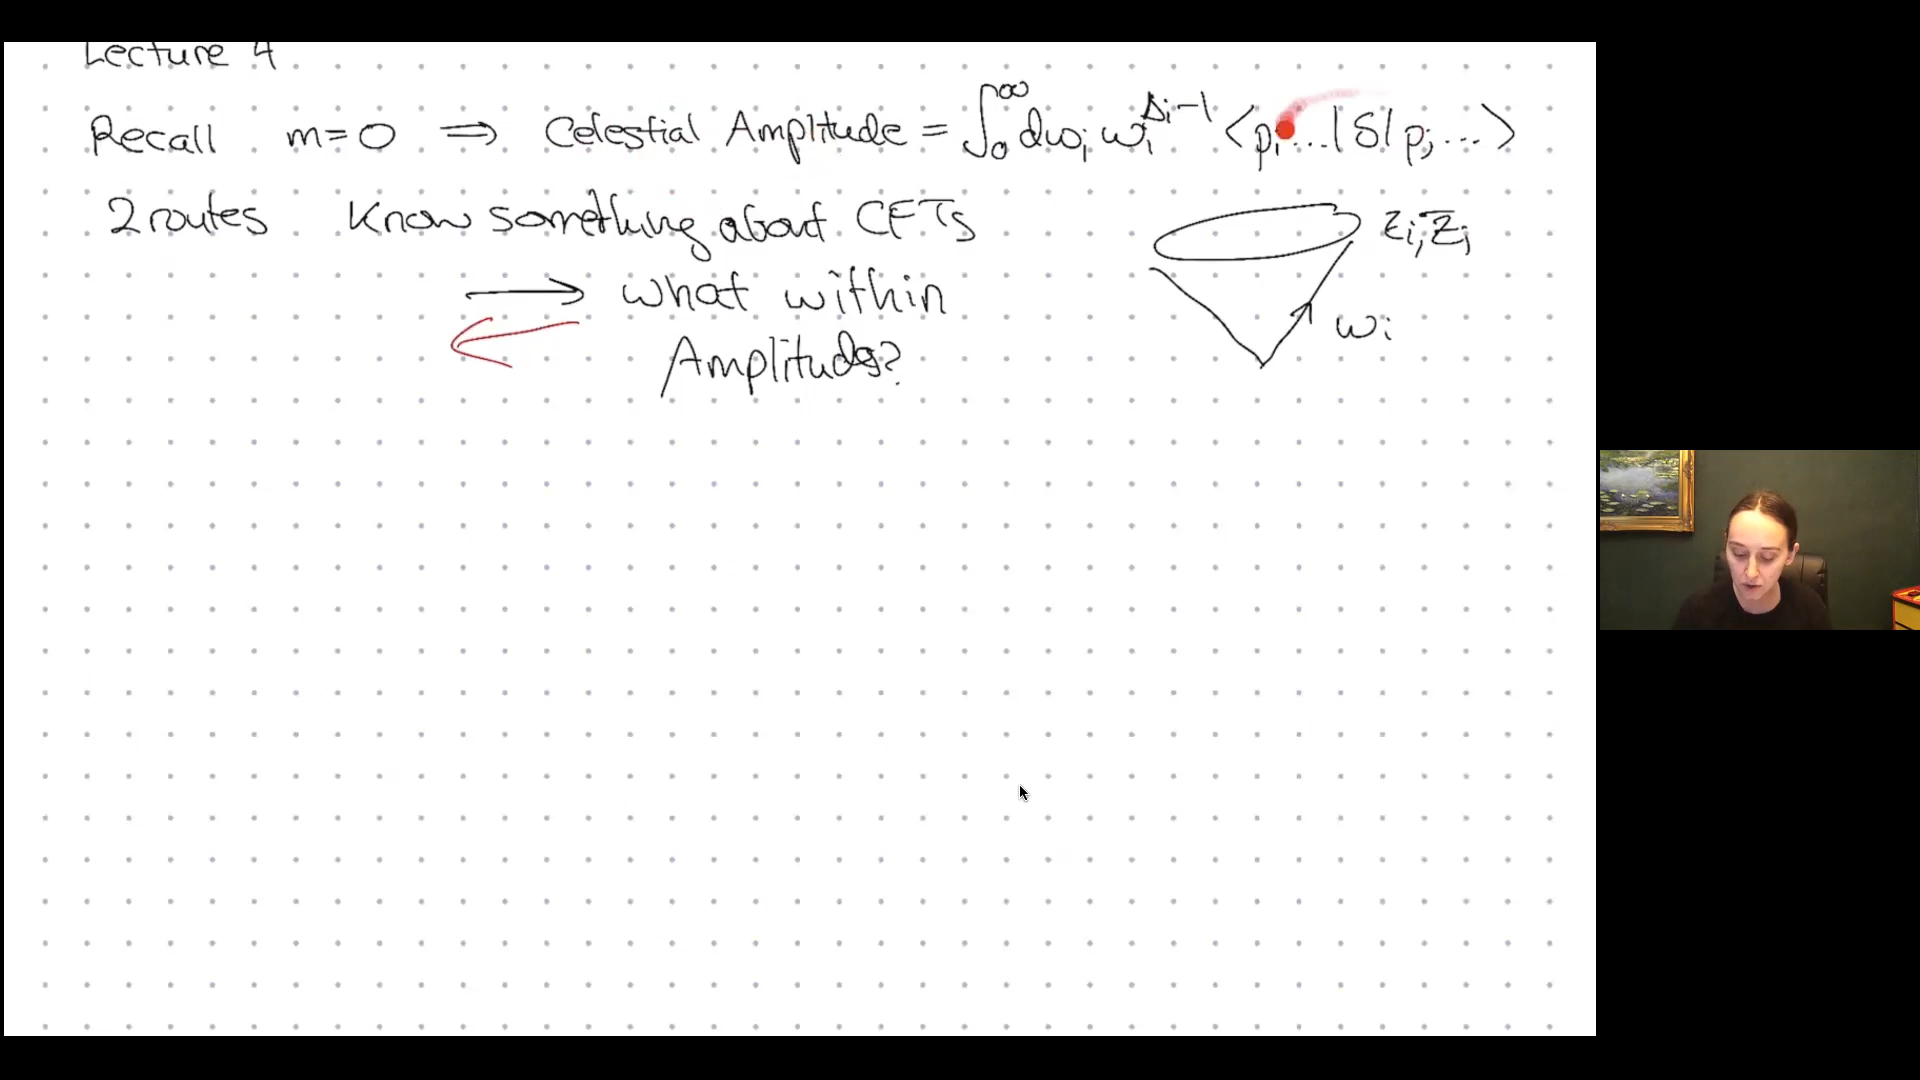 Lecture 4
Recall m=0 ⇒ Celestial Amplitude = ∫₀^∞ dωᵢ ωᵢ^(Δᵢ-1) <pᵢ...|S|pⱼ...>
2 routes Know something about CFTs
zᵢ, z̄ᵢ
→ what within
ωᵢ
← Amplitudes?